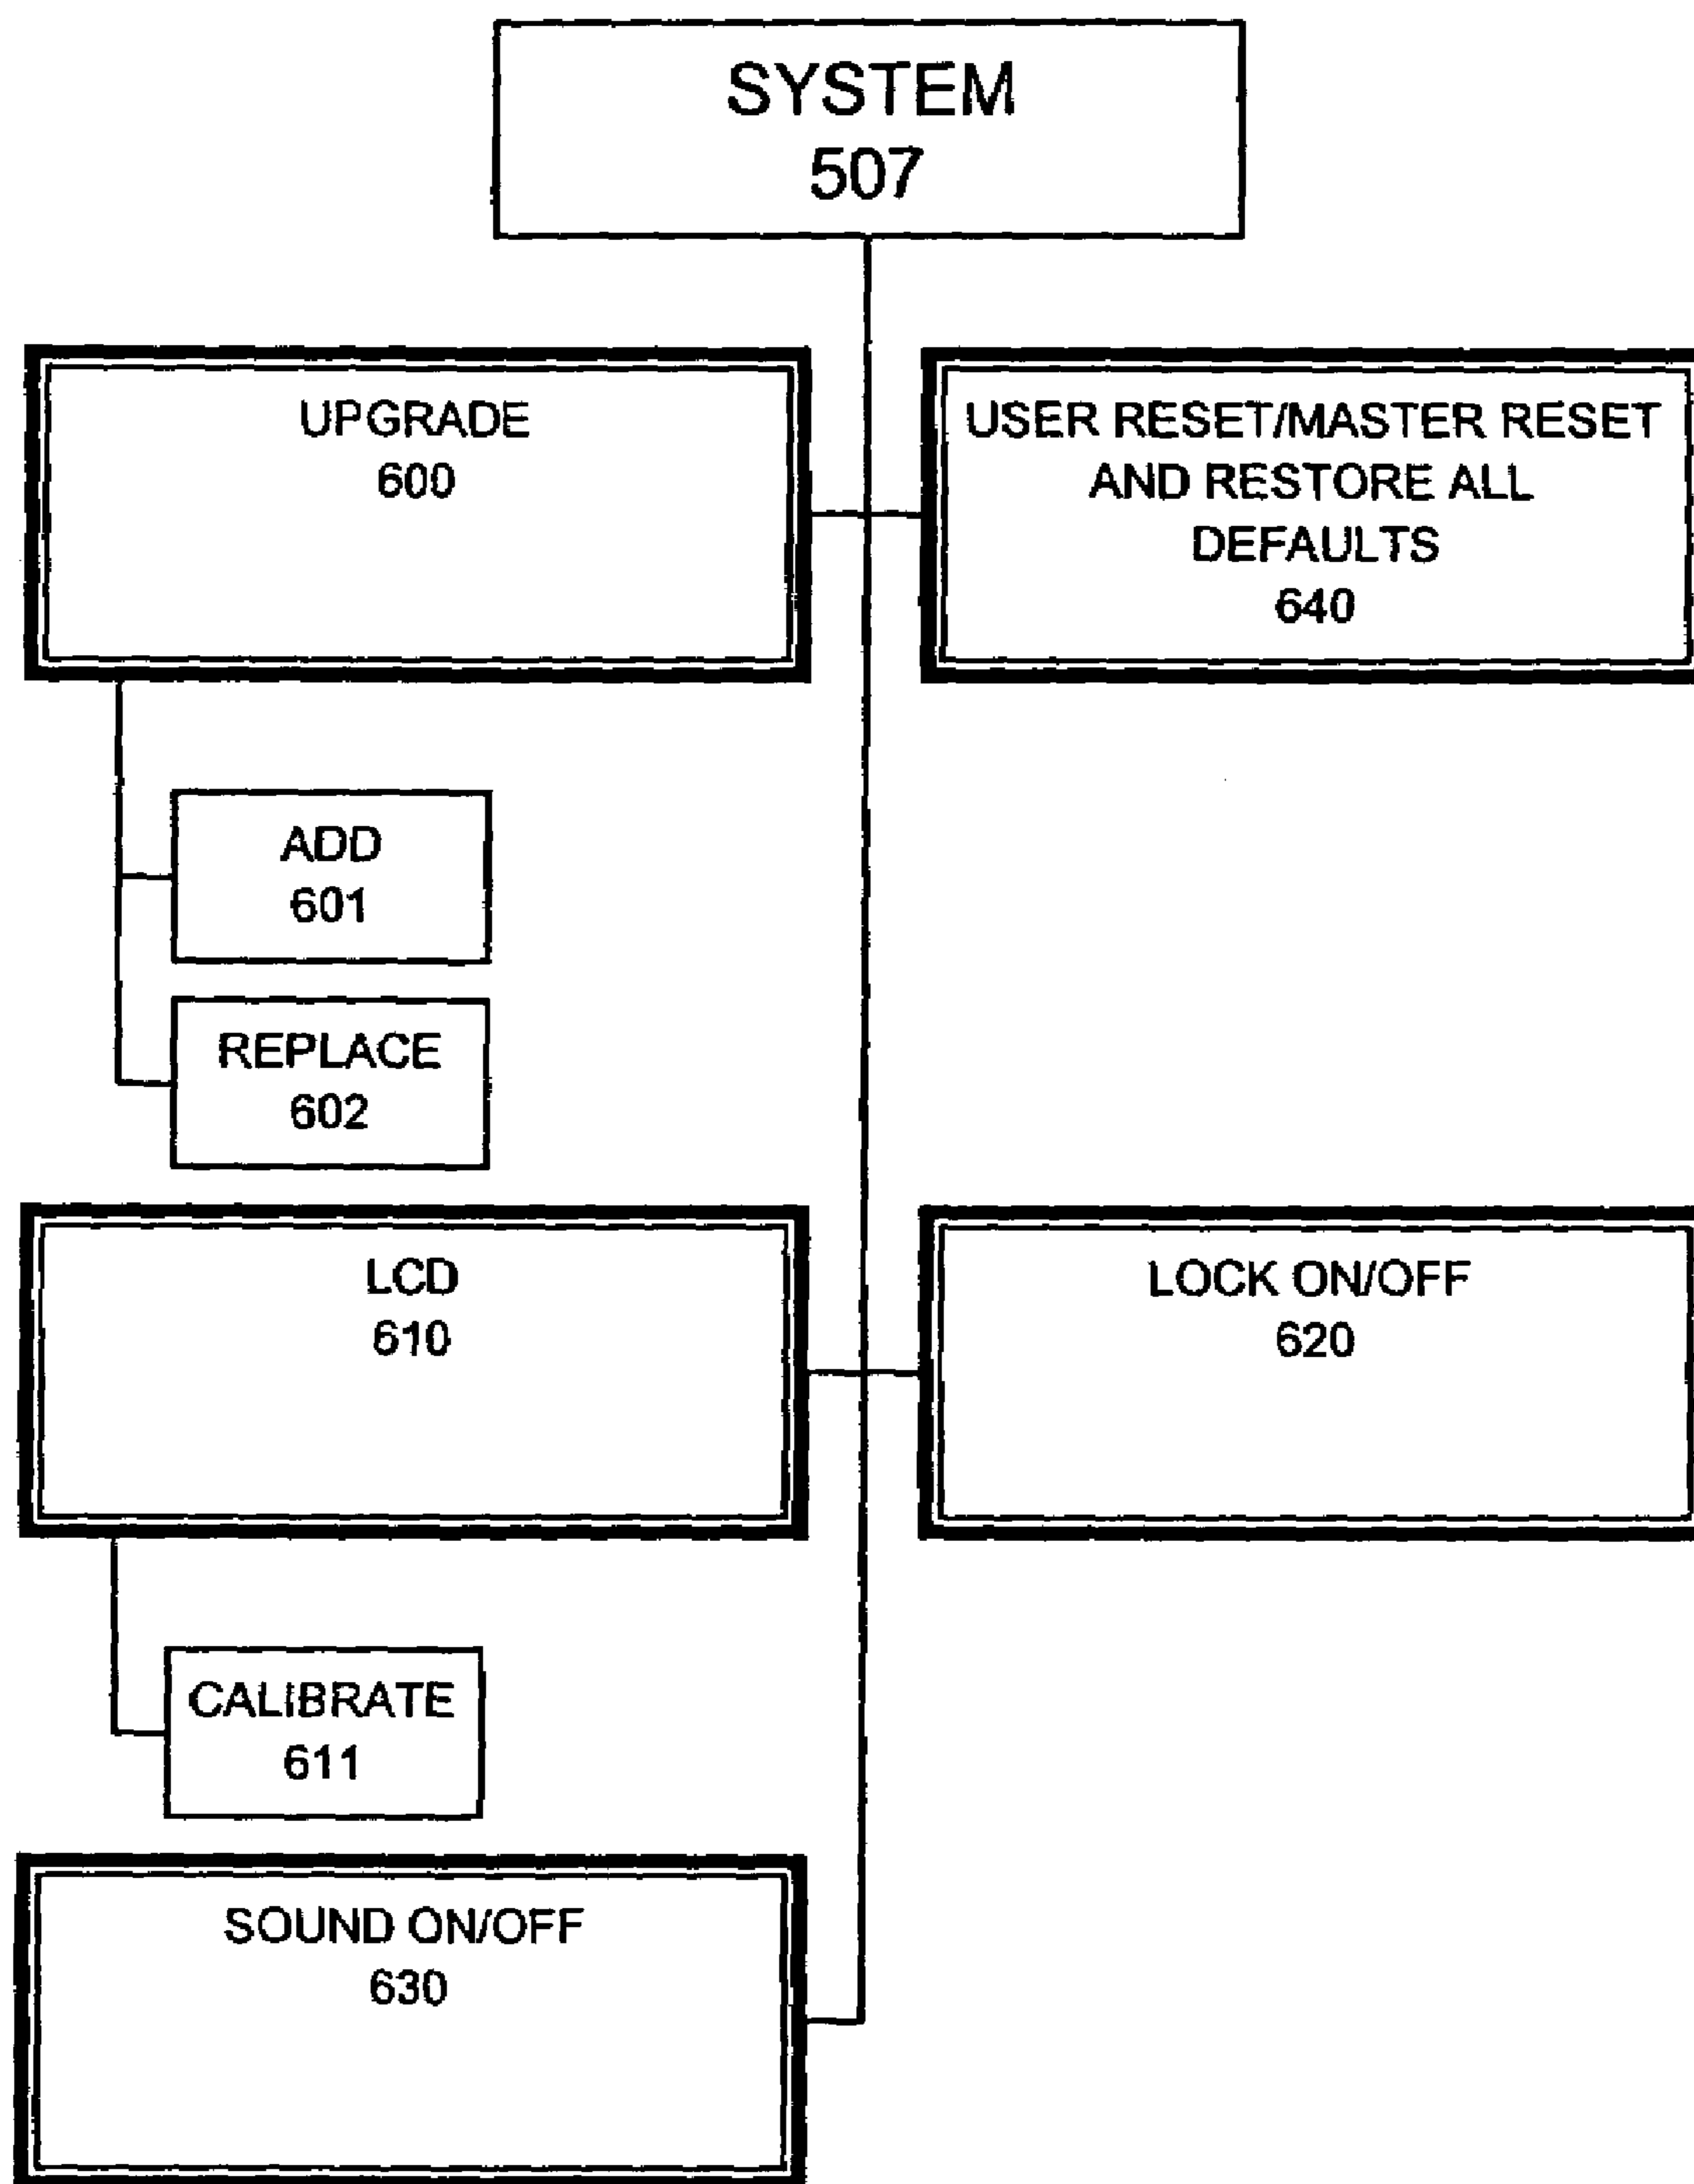 SYSTEM
507
UPGRADE
600
USER RESET/MASTER RESET
AND RESTORE ALL
DEFAULTS
640
ADD
601
REPLACE
602
LCD
610
LOCK ON/OFF
620
CALIBRATE
611
SOUND ON/OFF
630